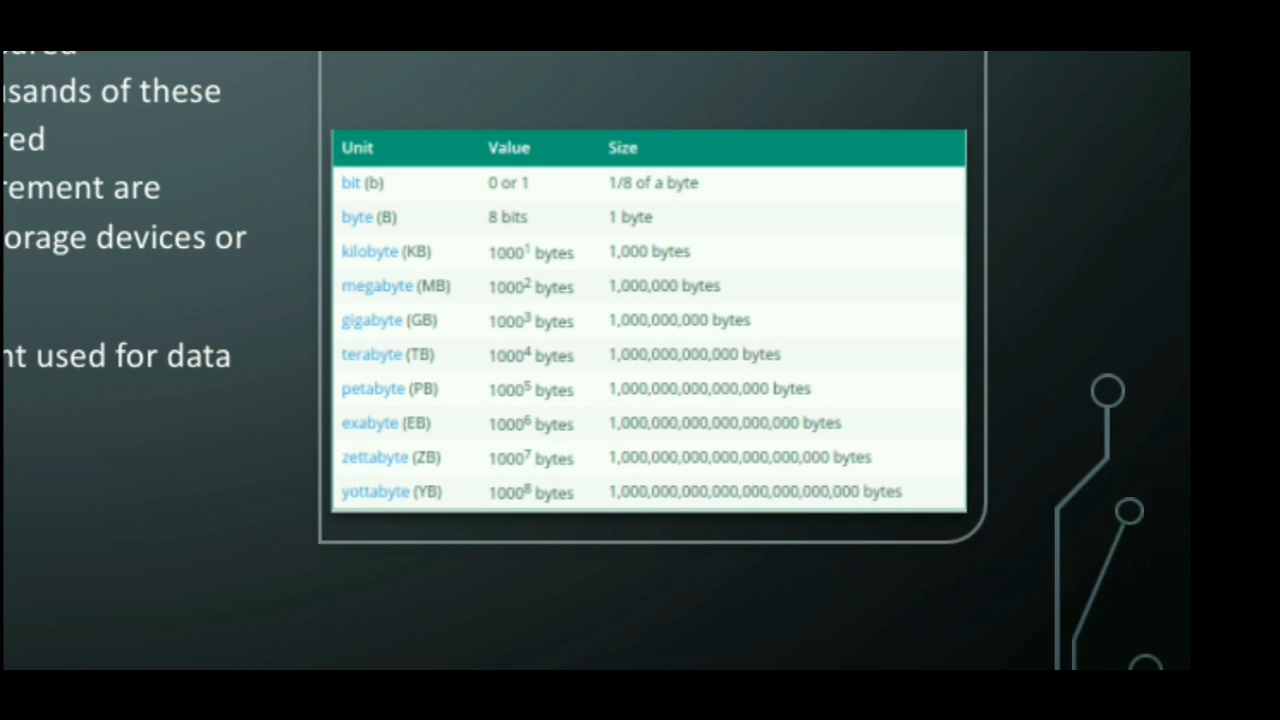 usands of these
red
rement are
orage devices or
nt used for data
Unit Value Size
bit (b) 0 or 1 1/8 of a byte
byte (B) 8 bits 1 byte
kilobyte (KB) 1000¹ bytes 1,000 bytes
megabyte (MB) 1000² bytes 1,000,000 bytes
gigabyte (GB) 1000³ bytes 1,000,000,000 bytes
terabyte (TB) 1000⁴ bytes 1,000,000,000,000 bytes
petabyte (PB) 1000⁵ bytes 1,000,000,000,000,000 bytes
exabyte (EB) 1000⁶ bytes 1,000,000,000,000,000,000 bytes
zettabyte (ZB) 1000⁷ bytes 1,000,000,000,000,000,000,000 bytes
yottabyte (YB) 1000⁸ bytes 1,000,000,000,000,000,000,000,000 bytes